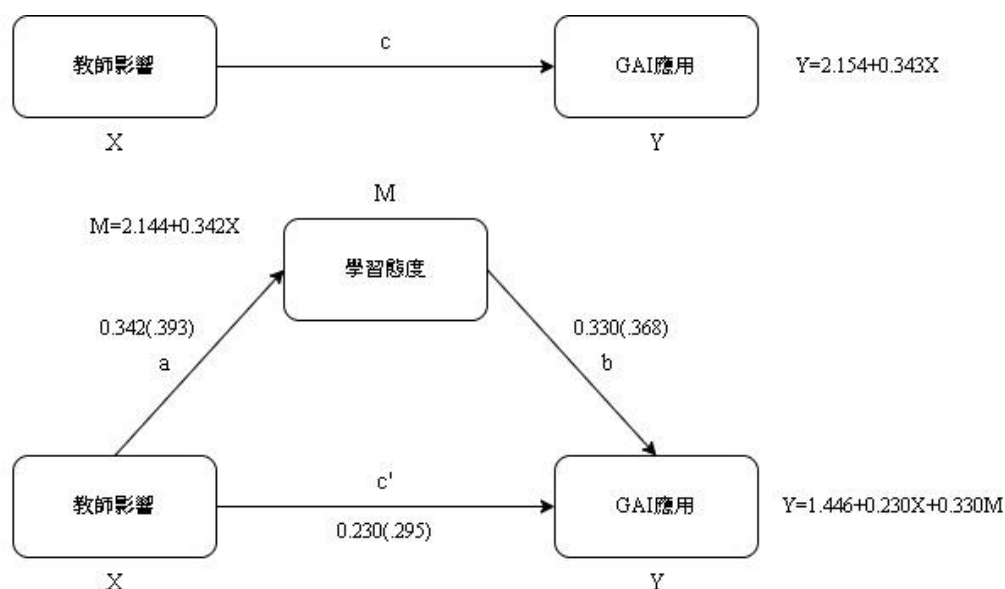 教師影響
c
GAI應用
Y=2.154+0.343X
X
Y
M
M=2.144+0.342X
學習態度
0.342(.393)
a
0.330(.368)
b
教師影響
c'
0.230(.295)
GAI應用
Y=1.446+0.230X+0.330M
X
Y